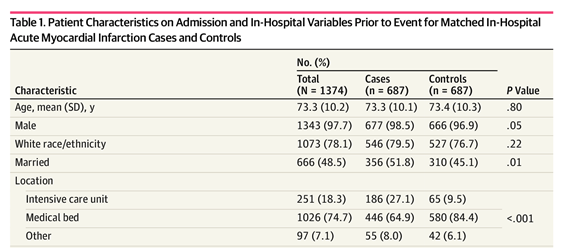 Table 1. Patient Characteristics on Admission and In-Hospital Variables Prior to Event for Matched In-Hospital
Acute Myocardial Infarction Cases and Controls
No. (%)
Characteristic Total (N = 1374) Cases (n = 687) Controls (n = 687) P Value
Age, mean (SD), y 73.3 (10.2) 73.3 (10.1) 73.4 (10.3) .80
Male 1343 (97.7) 677 (98.5) 666 (96.9) .05
White race/ethnicity 1073 (78.1) 546 (79.5) 527 (76.7) .22
Married 666 (48.5) 356 (51.8) 310 (45.1) .01
Location
Intensive care unit 251 (18.3) 186 (27.1) 65 (9.5)
Medical bed 1026 (74.7) 446 (64.9) 580 (84.4) <.001
Other 97 (7.1) 55 (8.0) 42 (6.1)